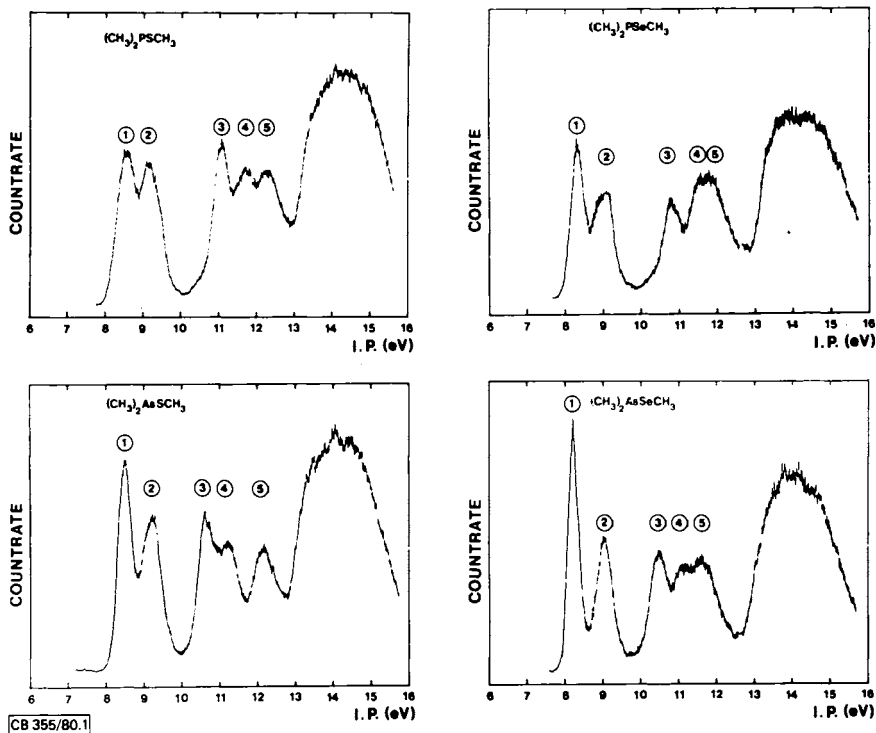 (CH₃)₂PSCH₃
① ② ③ ④ ⑤
COUNTRATE
6 7 8 9 10 11 12 13 14 15 16
I.P. (eV)
(CH₃)₂PSeCH₃
① ② ③ ④ ⑤
COUNTRATE
6 7 8 9 10 11 12 13 14 15 16
I.P. (eV)
(CH₃)₂AsSCH₃
① ② ③ ④ ⑤
COUNTRATE
6 7 8 9 10 11 12 13 14 15 16
I.P. (eV)
(CH₃)₂AsSeCH₃
① ② ③ ④ ⑤
COUNTRATE
6 7 8 9 10 11 12 13 14 15 16
I.P. (eV)
CB 355/80.1